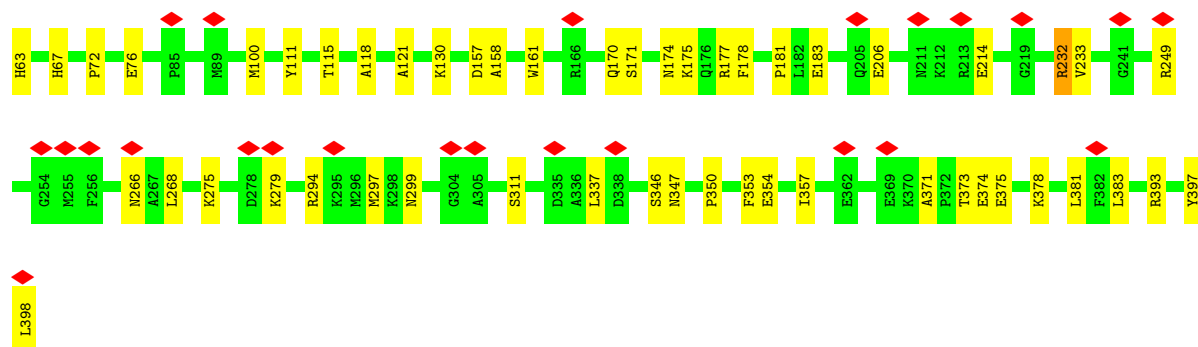 H63 H67 P72 E76 P85 M89 M100 Y111 T115 A118 A121 K130 D157 A158 W161 R166 Q170 S171 N174 K175 Q176 R177 F178 P181 L182 E183 Q205 E206 N211 K212 R213 E214 G219 R232 V233 G241 R249
G254 M255 F256 N266 A267 L268 K275 D278 K279 R294 K295 M296 M297 K298 N299 G304 A305 S311 D335 A336 L337 D338 S346 N347 P350 F353 E354 I357 E362 E369 K370 A371 P372 T373 E374 E375 K378 L381 F382 L383 R393 Y397
L398